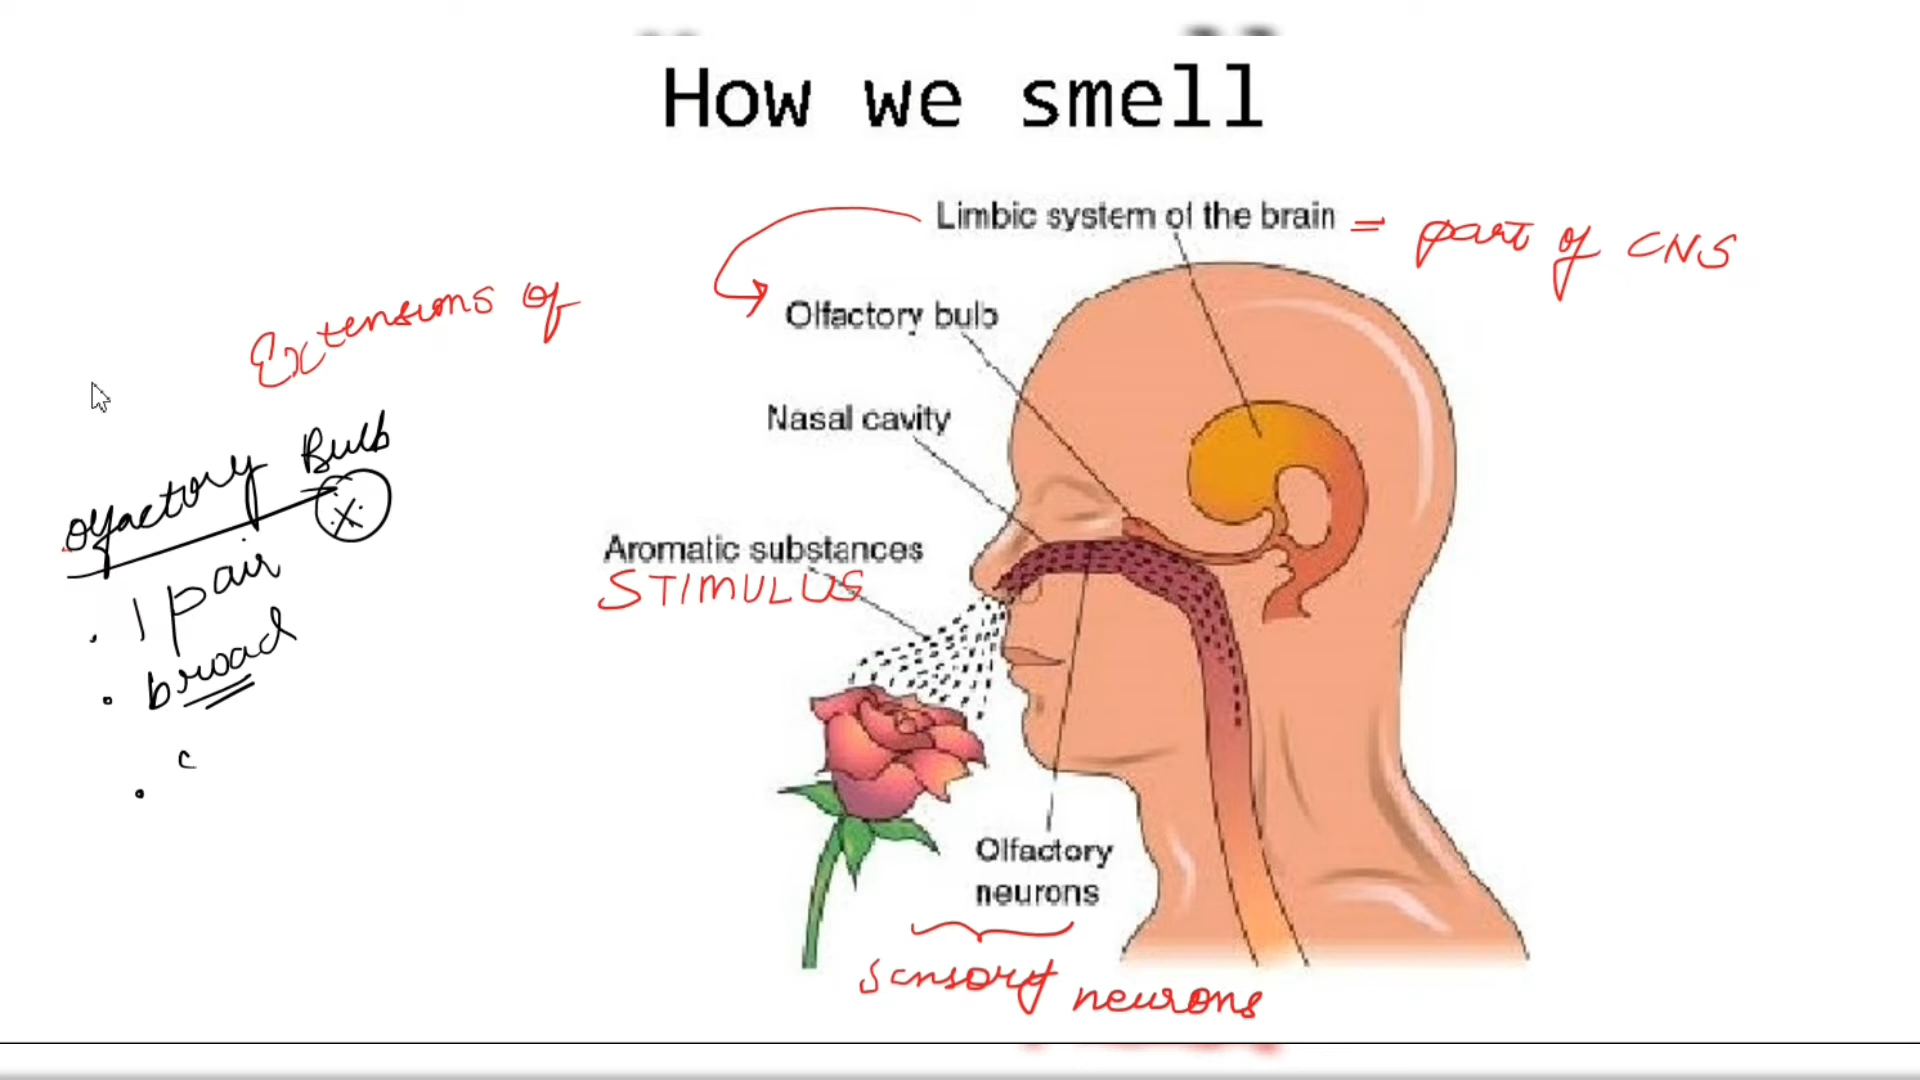 How we smell
Limbic system of the brain = part of CNS
Extensions of
Olfactory bulb
Nasal cavity
Olfactory Bulb
X
Aromatic substances
STIMULUS
. 1 pair
. broad
c
.
Olfactory
neurons
sensory neurons